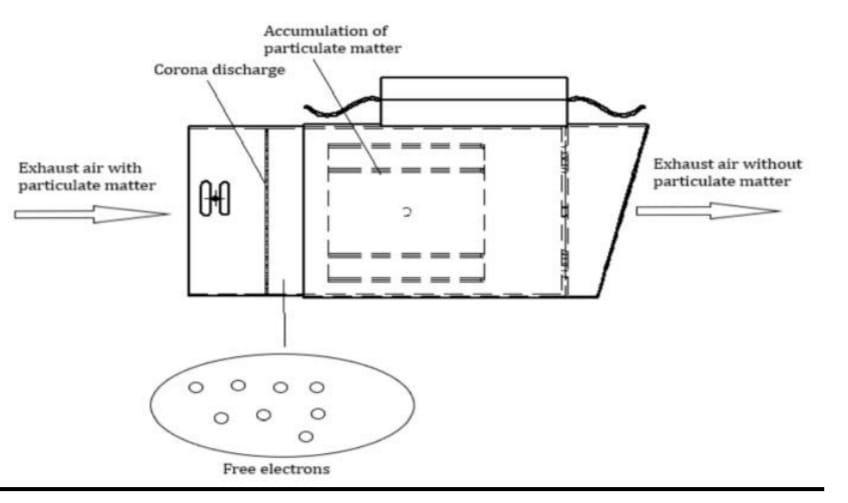 Accumulation of
particulate matter
Corona discharge
Exhaust air with
particulate matter
Exhaust air without
particulate matter
Free electrons